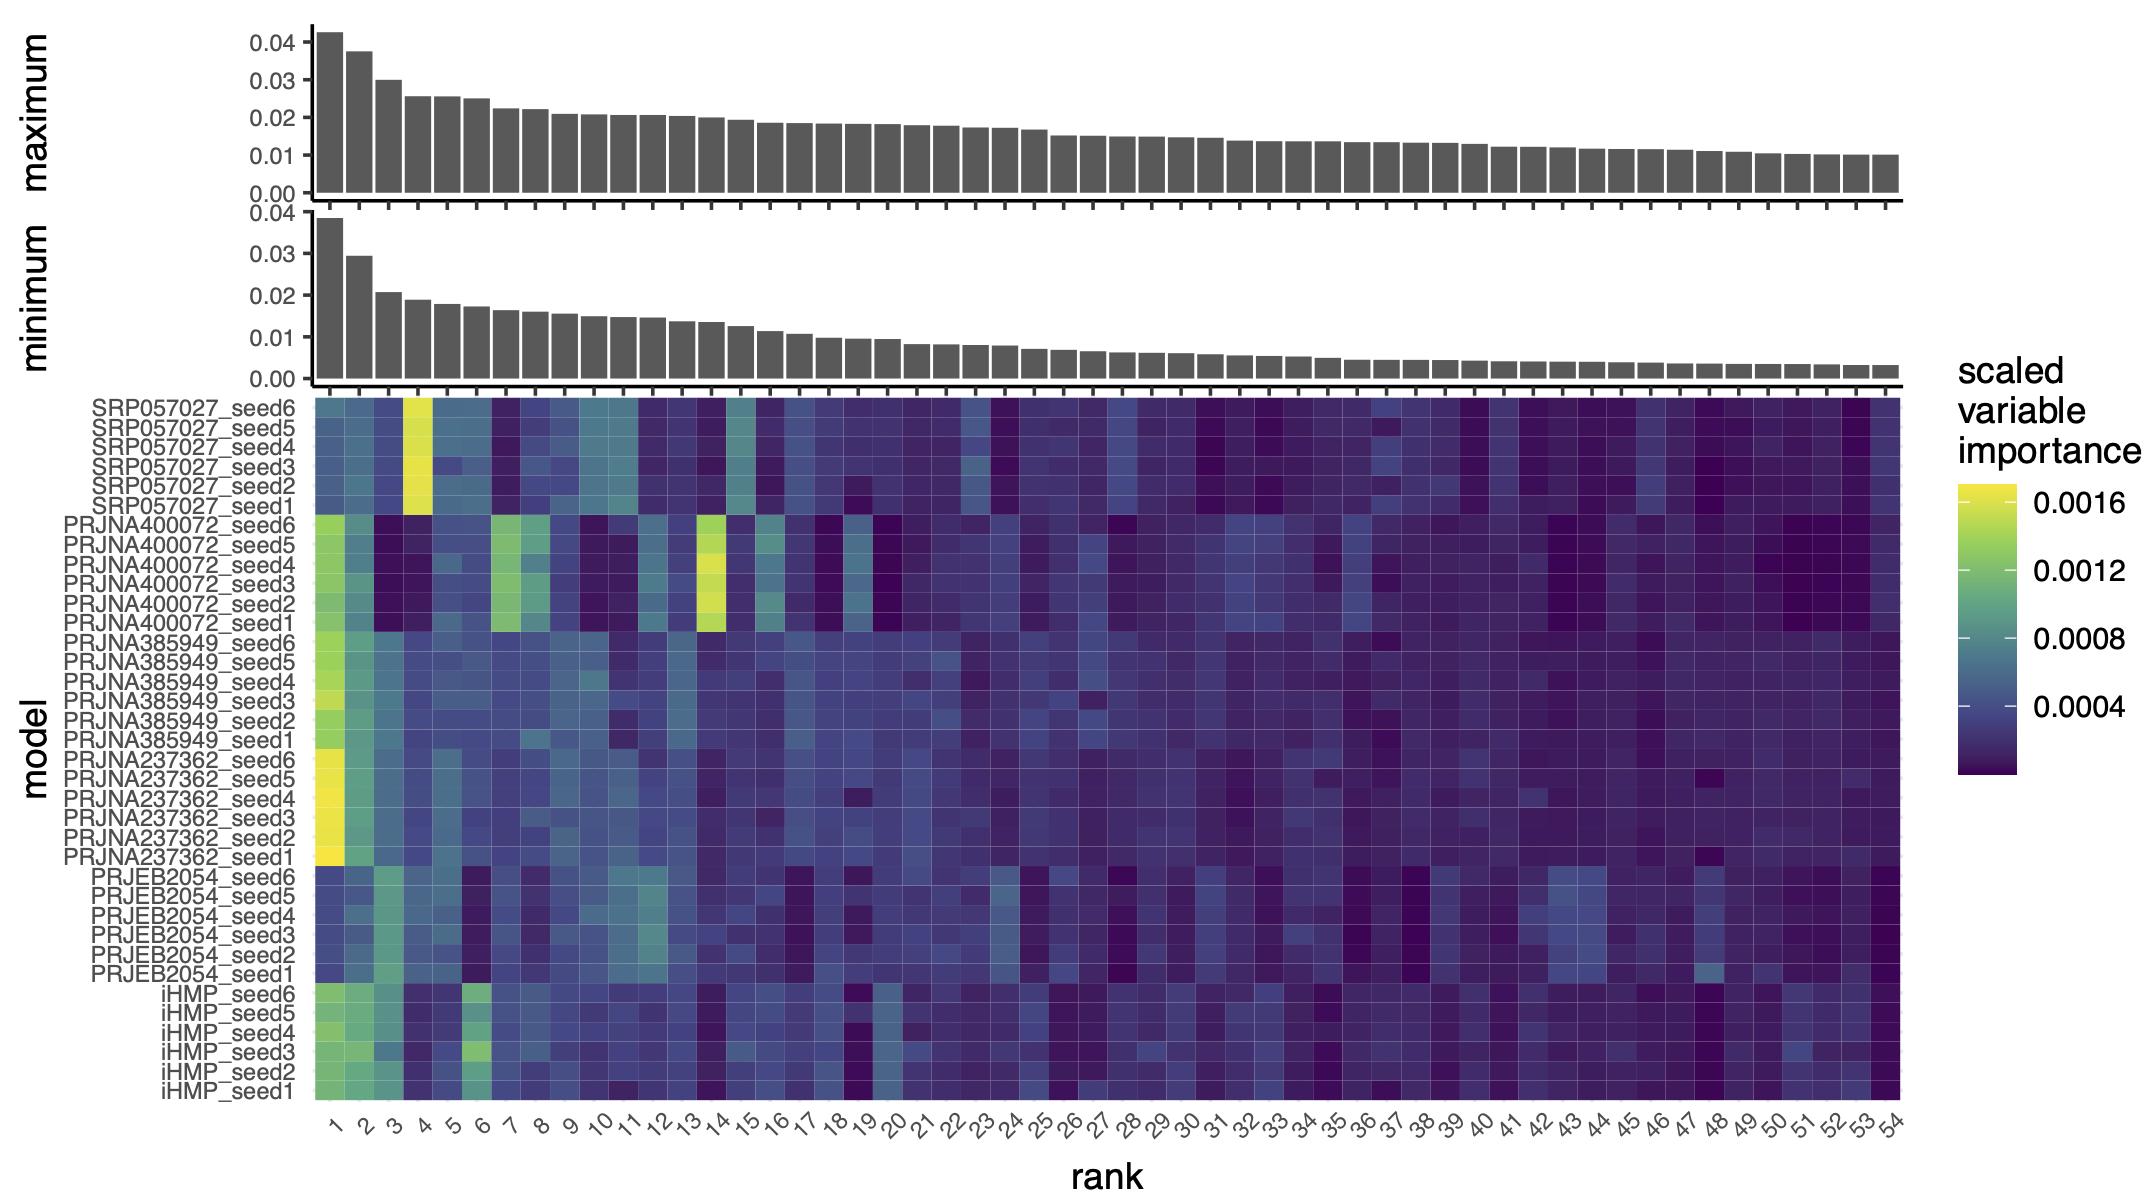 maximum
0.04
0.03
0.02
0.01
0.00
minimum
0.04
0.03
0.02
0.01
0.00
model
SRP057027_seed6
SRP057027_seed5
SRP057027_seed4
SRP057027_seed3
SRP057027_seed2
SRP057027_seed1
PRJNA400072_seed6
PRJNA400072_seed5
PRJNA400072_seed4
PRJNA400072_seed3
PRJNA400072_seed2
PRJNA400072_seed1
PRJNA385949_seed6
PRJNA385949_seed5
PRJNA385949_seed4
PRJNA385949_seed3
PRJNA385949_seed2
PRJNA385949_seed1
PRJNA237362_seed6
PRJNA237362_seed5
PRJNA237362_seed4
PRJNA237362_seed3
PRJNA237362_seed2
PRJNA237362_seed1
PRJEB2054_seed6
PRJEB2054_seed5
PRJEB2054_seed4
PRJEB2054_seed3
PRJEB2054_seed2
PRJEB2054_seed1
iHMP_seed6
iHMP_seed5
iHMP_seed4
iHMP_seed3
iHMP_seed2
iHMP_seed1
1 2 3 4 5 6 7 8 9 10 11 12 13 14 15 16 17 18 19 20 21 22 23 24 25 26 27 28 29 30 31 32 33 34 35 36 37 38 39 40 41 42 43 44 45 46 47 48 49 50 51 52 53 54
rank
scaled
variable
importance
0.0016
0.0012
0.0008
0.0004